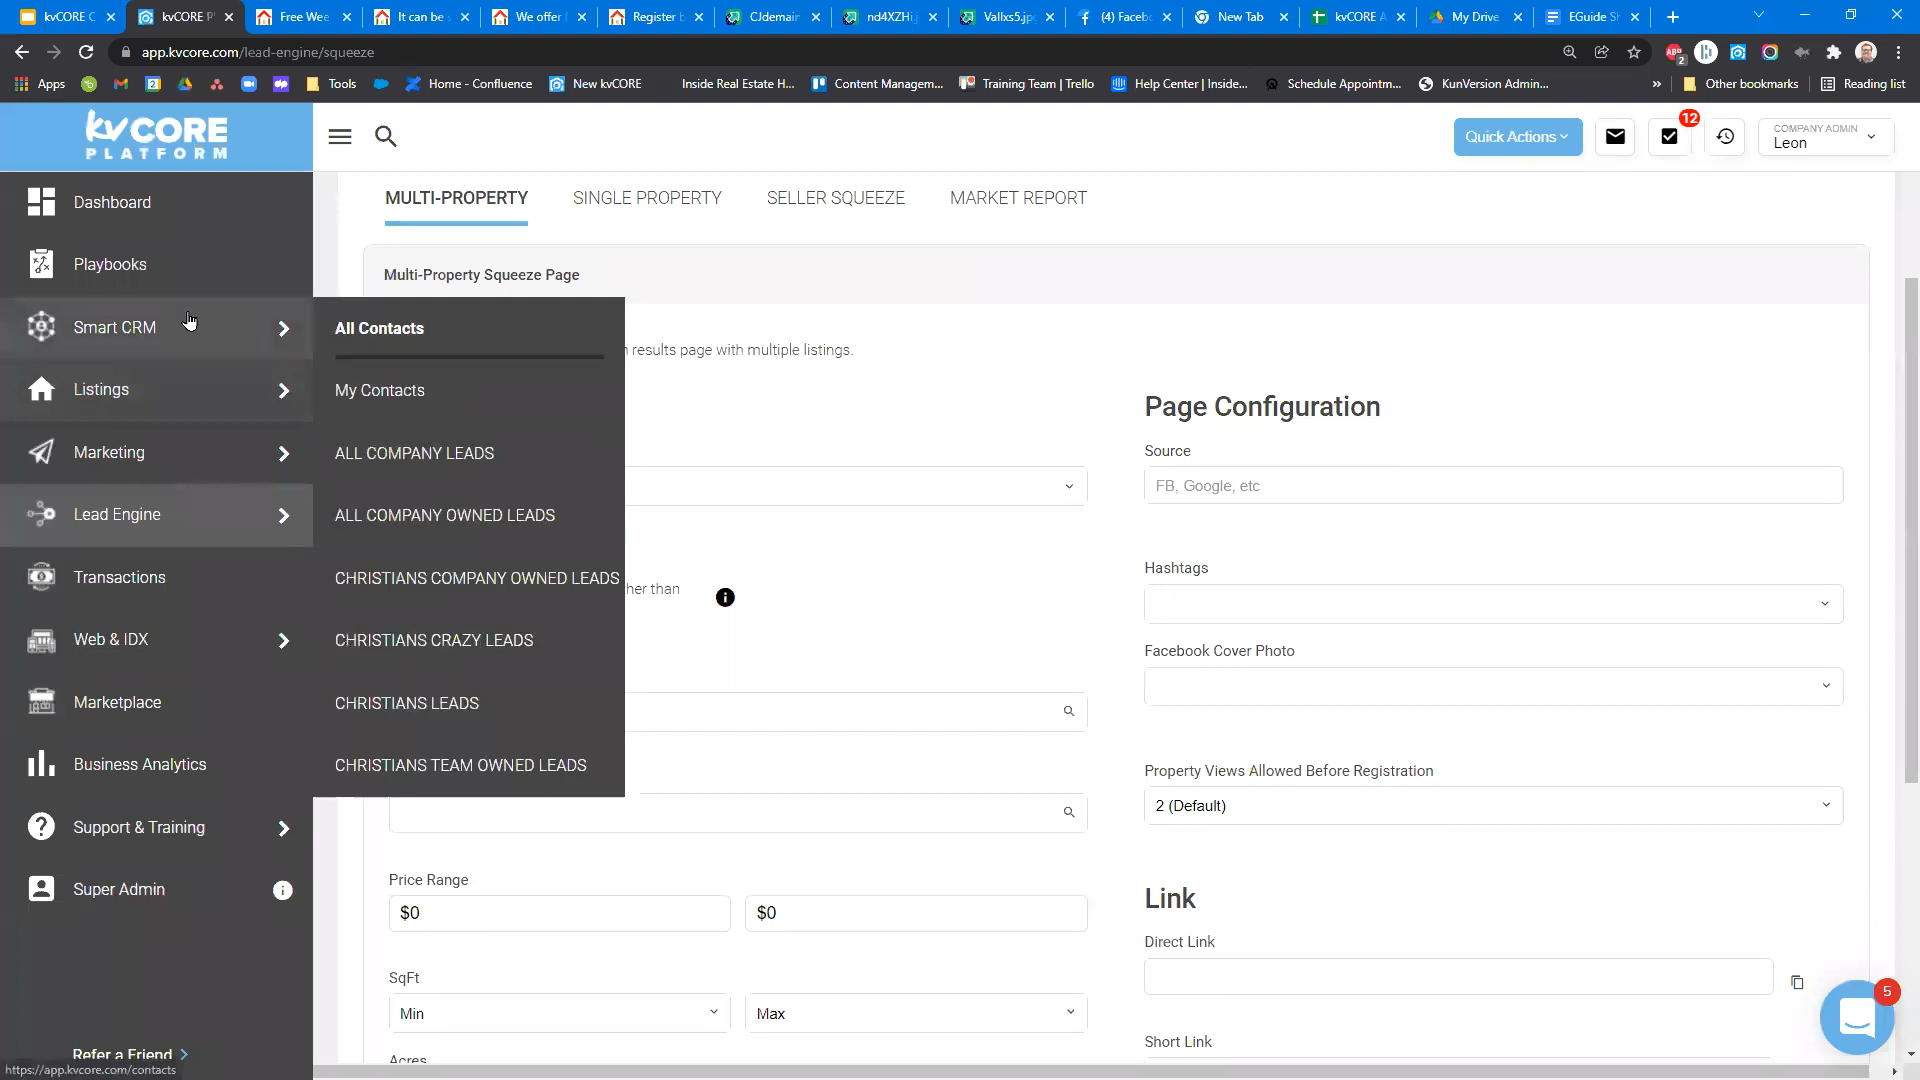 kvCORE C
kvCORE P
Free Wee
It can be s
We offer f
Register b
CJdemain
nd4XZHi.j
Vallxs5.jp
(4) Faceb
New Tab
kvCORE A
My Drive
EGuide Sh
app.kvcore.com/lead-engine/squeeze
2
Apps
Tools
Home - Confluence
New kvCORE
Inside Real Estate H...
Content Managem...
Training Team | Trello
Help Center | Inside...
Schedule Appointm...
KunVersion Admin...
»
Other bookmarks
Reading list
kvCORE
PLATFORM
Quick Actions
12
COMPANY ADMIN
Leon
Dashboard
Playbooks
Smart CRM
Listings
Marketing
Lead Engine
Transactions
Web & IDX
Marketplace
Business Analytics
Support & Training
Super Admin
Refer a Friend
https://app.kvcore.com/contacts
All Contacts
My Contacts
ALL COMPANY LEADS
ALL COMPANY OWNED LEADS
CHRISTIANS COMPANY OWNED LEADS
CHRISTIANS CRAZY LEADS
CHRISTIANS LEADS
CHRISTIANS TEAM OWNED LEADS
MULTI-PROPERTY
SINGLE PROPERTY
SELLER SQUEEZE
MARKET REPORT
Multi-Property Squeeze Page
results page with multiple listings.
her than
Price Range
$0
$0
SqFt
Min
Max
Acres
Page Configuration
Source
FB, Google, etc
Hashtags
Facebook Cover Photo
Property Views Allowed Before Registration
2 (Default)
Link
Direct Link
Short Link
5